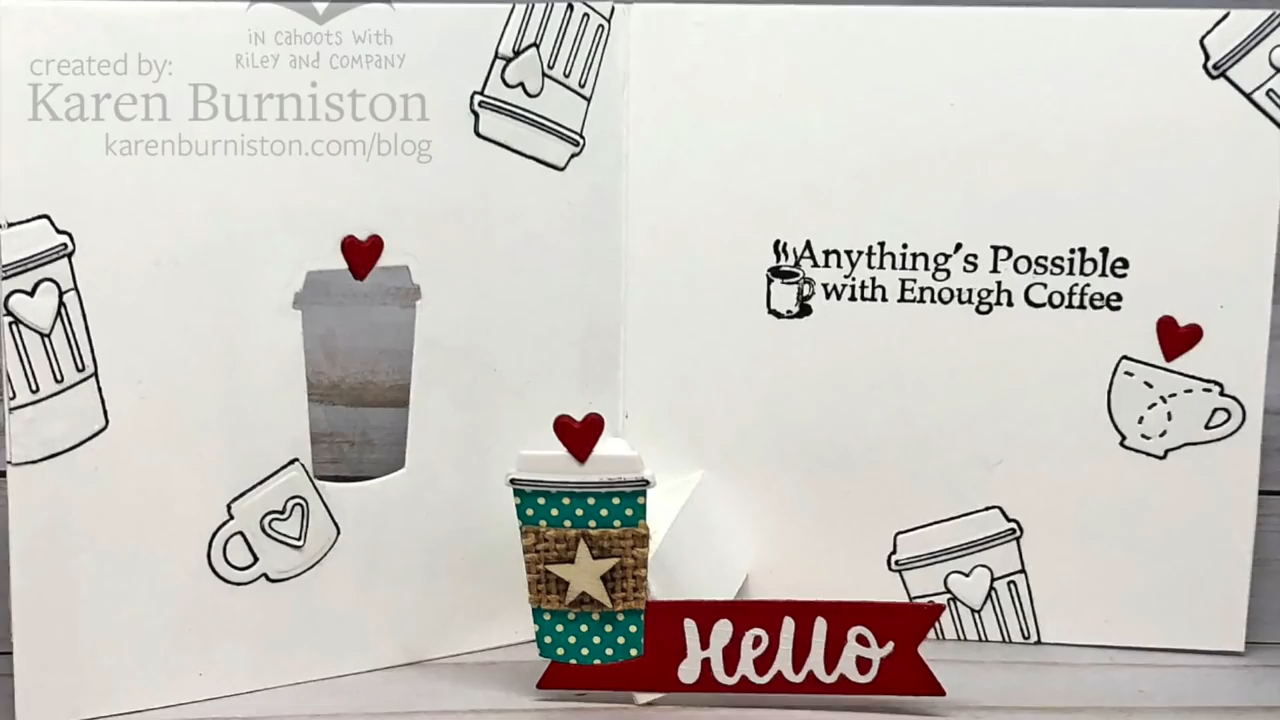 in cahoots with
Riley and Company
created by:
Karen Burniston
karenburniston.com/blog
Anything's Possible
with Enough Coffee
Hello